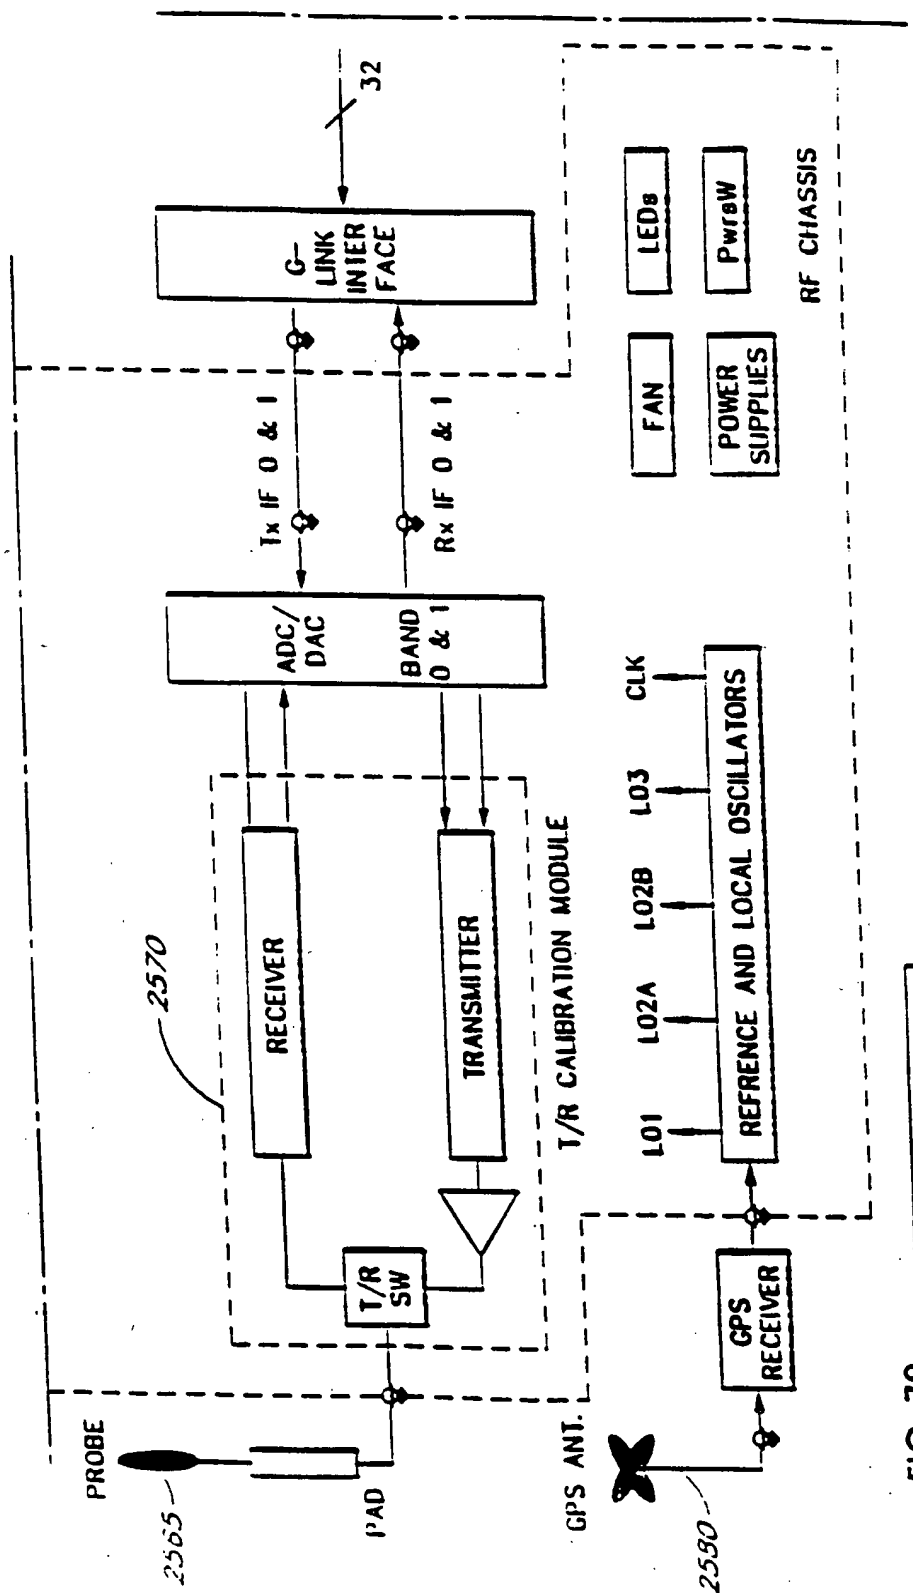 PROBE
2565
PAD
2570
T/R
SW
RECEIVER
TRANSMITTER
T/R CALIBRATION MODULE
ADC/
DAC
BAND
0 & 1
Tx IF 0 & 1
Rx IF 0 & 1
G-
LINK
INTER
FACE
32
GPS ANT.
2580
GPS
RECEIVER
LO1
LO2A
LO2B
LO3
CLK
REFRENCE AND LOCAL OSCILLATORS
FAN
LEDs
POWER
SUPPLIES
PwrsW
RF CHASSIS